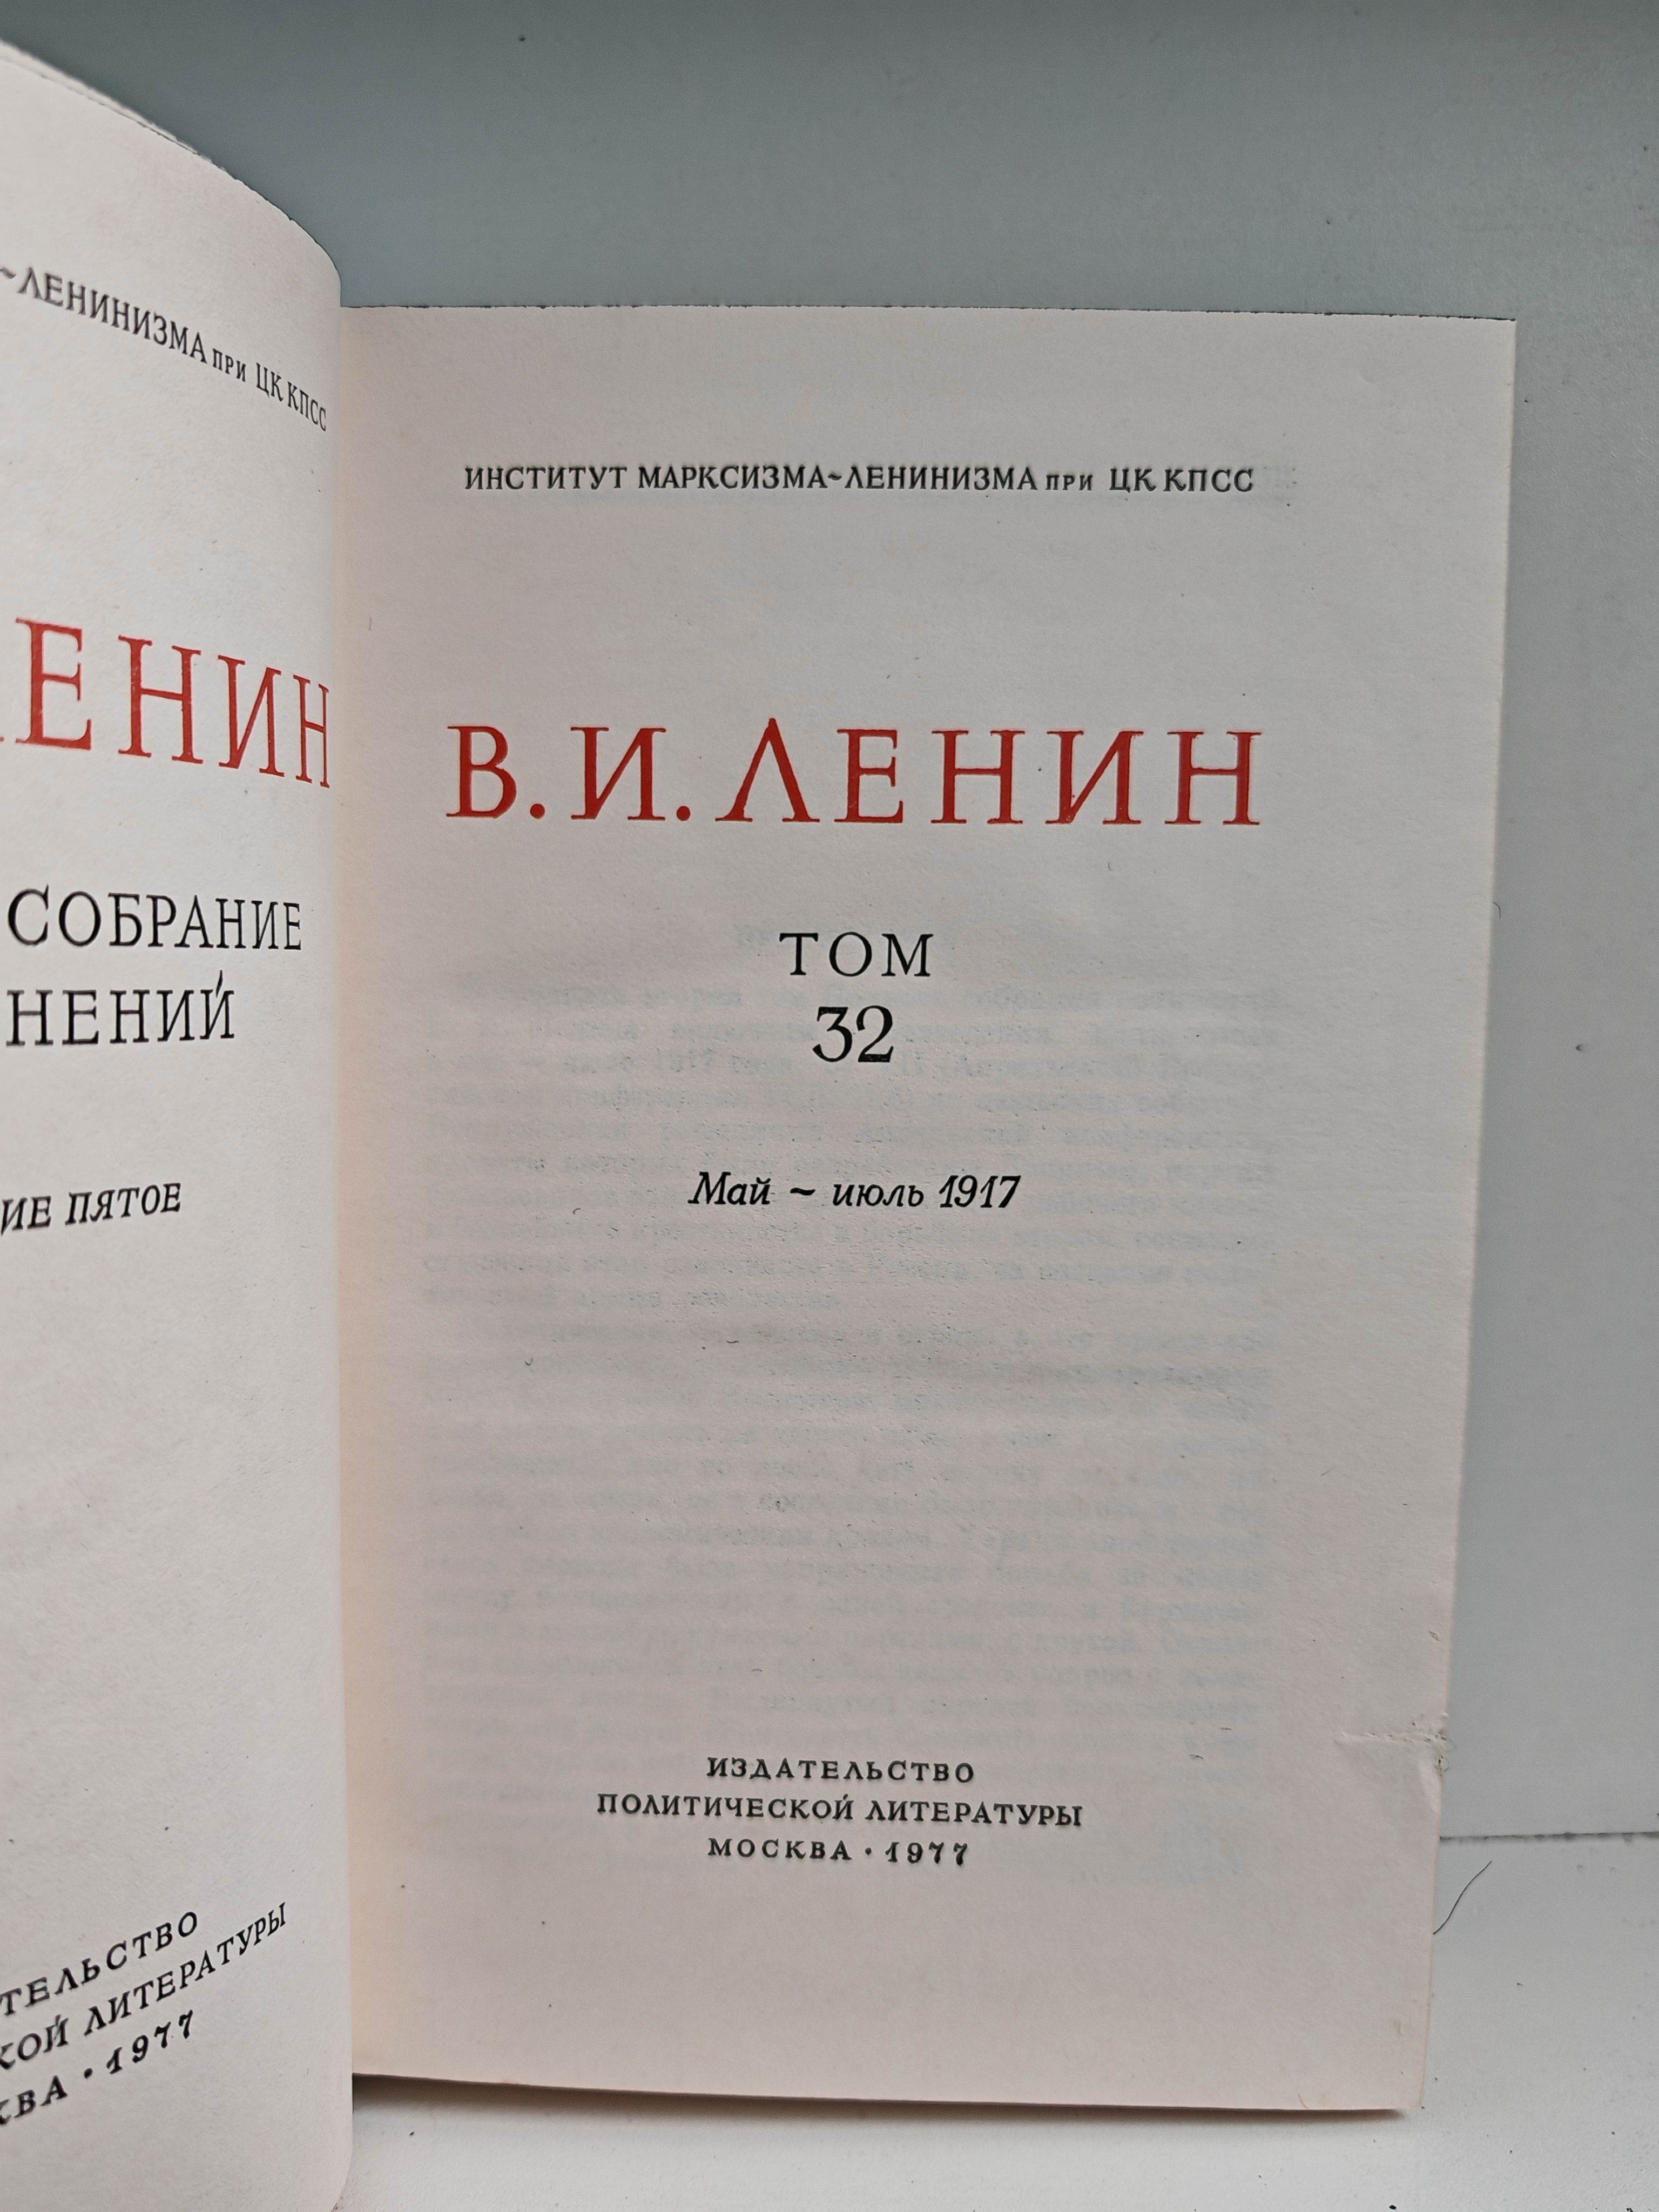 ~ЛЕНИНИЗМА при ЦК КПСС
ЕНИН
СОБРАНИЕ
НЕНИЙ
ИЕ ПЯТОЕ
ТЕЛЬСТВО
КОЙ ЛИТЕРАТУРЫ
КВА • 1977
ИНСТИТУТ МАРКСИЗМА~ЛЕНИНИЗМА при ЦК КПСС
В. И. ЛЕНИН
ТОМ
32
Май ~ июль 1917
ИЗДАТЕЛЬСТВО
ПОЛИТИЧЕСКОЙ ЛИТЕРАТУРЫ
МОСКВА • 1977